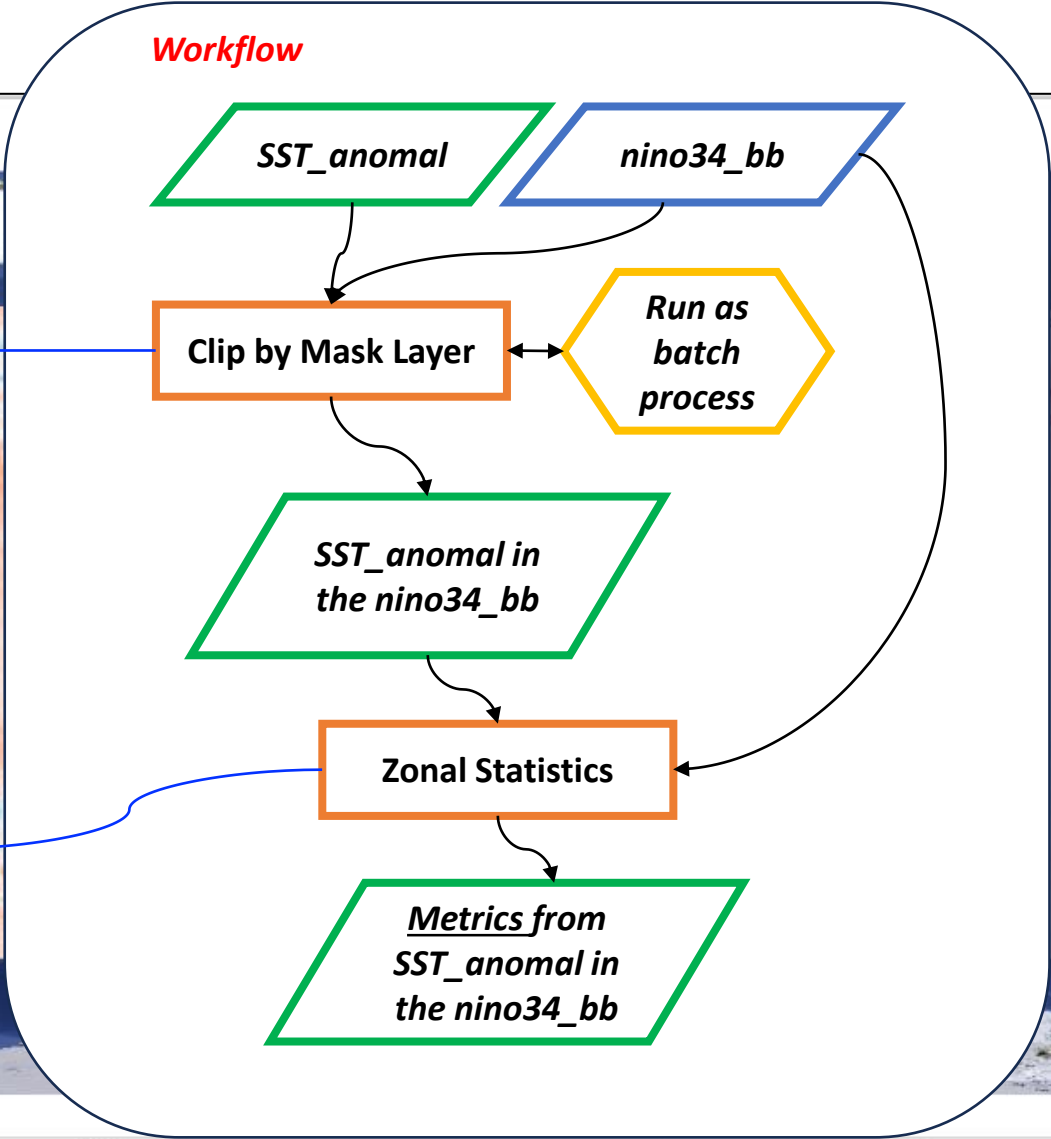 Workflow
SST_anomal
nino34_bb
Clip by Mask Layer
Run as
batch
process
SST_anomal in
the nino34_bb
Zonal Statistics
Metrics from
SST_anomal in
the nino34_bb